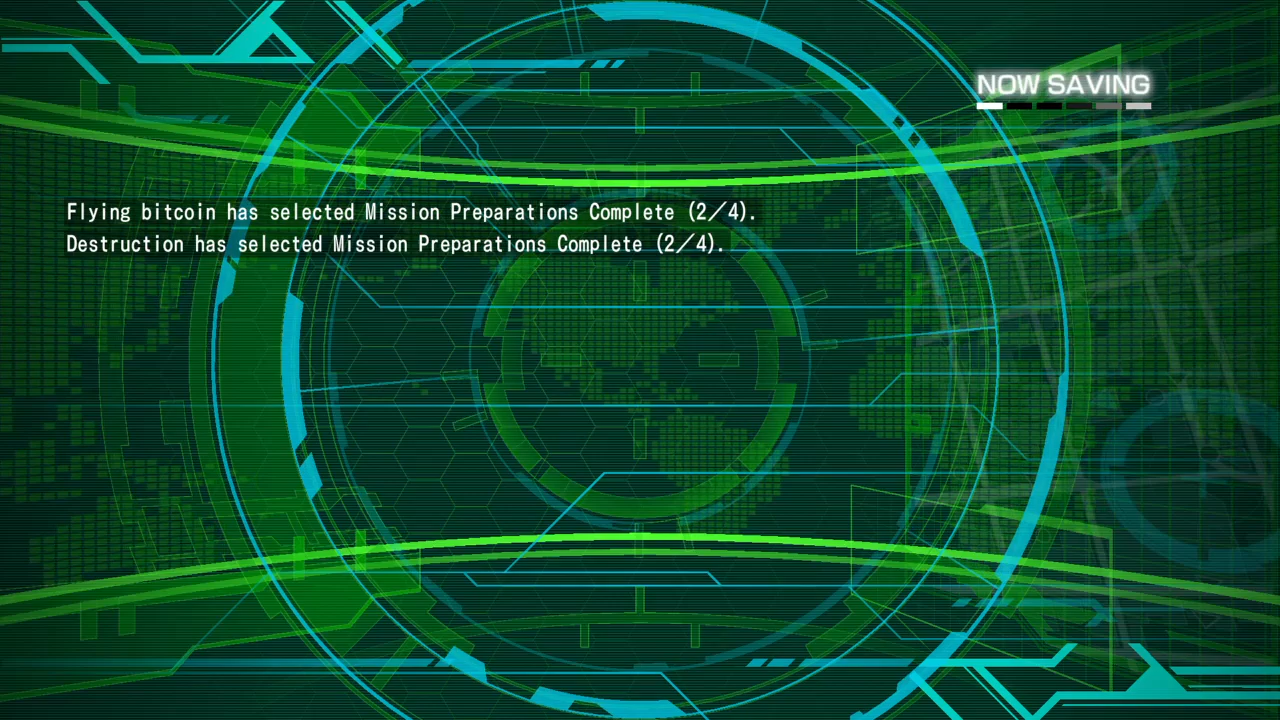 NOW SAVING
Flying bitcoin has selected Mission Preparations Complete (2/4).
Destruction has selected Mission Preparations Complete (2/4).